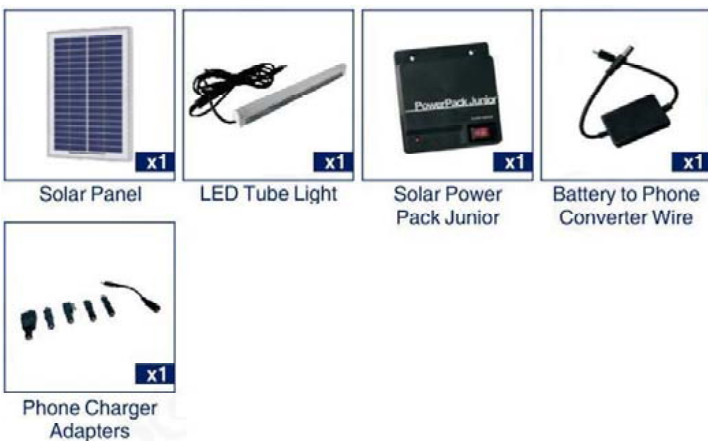 PowerPack Junior
x1
x1
x1
x1
Solar Panel
LED Tube Light
Solar Power
Pack Junior
Battery to Phone
Converter Wire
x1
Phone Charger
Adapters